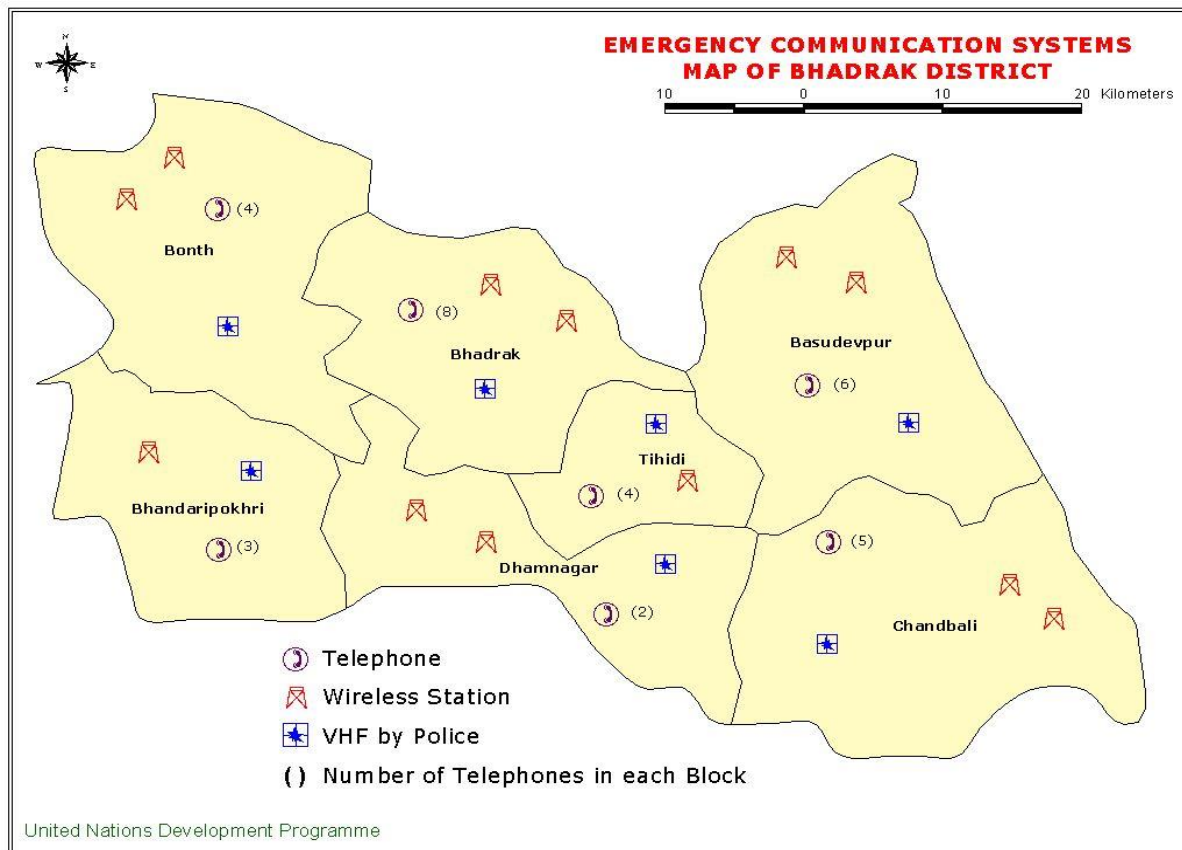 EMERGENCY COMMUNICATION SYSTEMS
MAP OF BHADRAK DISTRICT
N
W E
S
10 0 10 20 Kilometers
(4)
Bonth
(8)
Bhadrak
Basudevpur
(6)
Tihidi
(4)
Bhandaripokhri
(3)
Dhamnagar
(2)
(5)
Chandbali
Telephone
Wireless Station
VHF by Police
( ) Number of Telephones in each Block
United Nations Development Programme